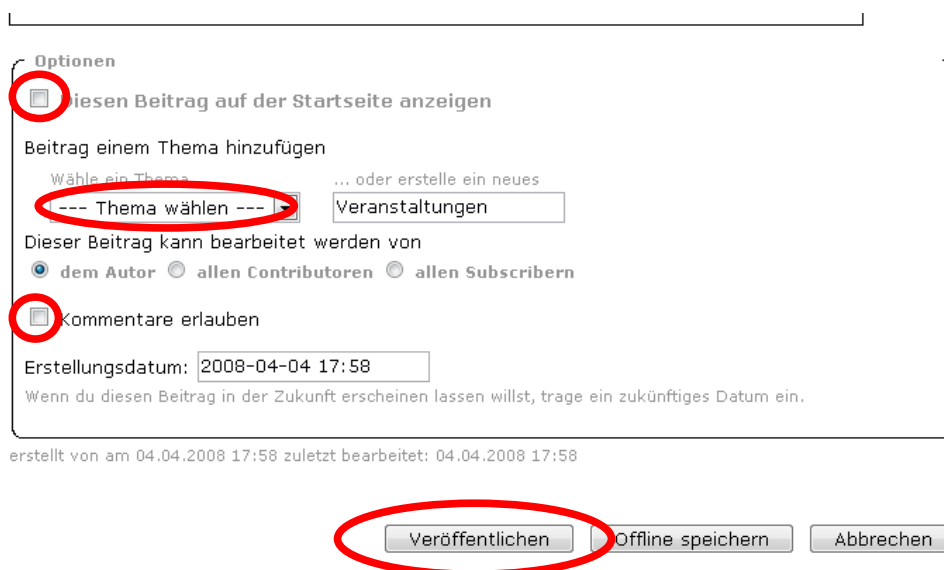 Optionen
Diesen Beitrag auf der Startseite anzeigen
Beitrag einem Thema hinzufügen
Wähle ein Thema ... oder erstelle ein neues
--- Thema wählen --- Veranstaltungen
Dieser Beitrag kann bearbeitet werden von
dem Autor allen Contributoren allen Subscribern
Kommentare erlauben
Erstellungsdatum: 2008-04-04 17:58
Wenn du diesen Beitrag in der Zukunft erscheinen lassen willst, trage ein zukünftiges Datum ein.
erstellt von am 04.04.2008 17:58 zuletzt bearbeitet: 04.04.2008 17:58
Veröffentlichen Offline speichern Abbrechen